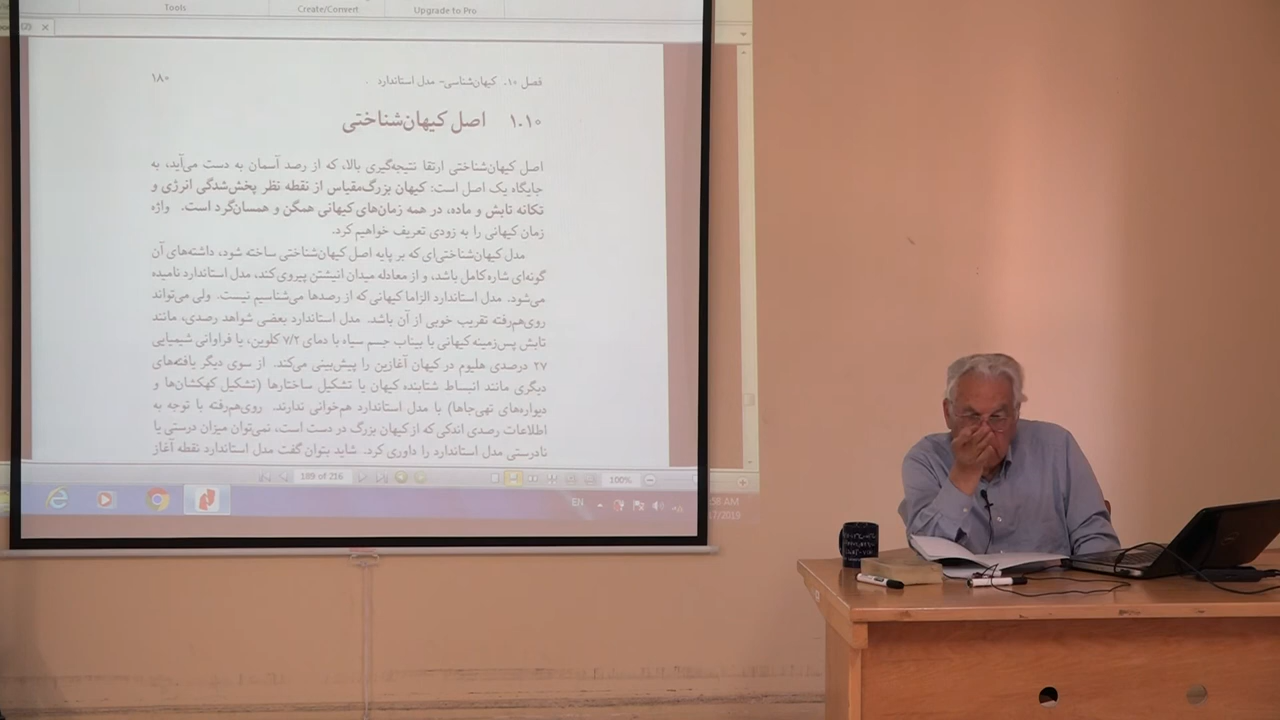 Tools
Create/Convert
Upgrade to Pro
فصل ۱۰. کیهان‌شناسی- مدل استاندارد
۱۸۰
۱.۱۰ اصل کیهان‌شناختی
اصل کیهان‌شناختی ارتقا نتیجه‌گیری بالا، که از رصد آسمان به دست می‌آید، به
جایگاه یک اصل است: کیهان بزرگ‌مقیاس از نقطه نظر پخش‌شدگی انرژی و
تکانه تابش و ماده، در همه زمان‌های کیهانی همگن و همسان‌گرد است. واژه
زمان کیهانی را به زودی تعریف خواهیم کرد.
مدل کیهان‌شناختی‌ای که بر پایه اصل کیهان‌شناختی ساخته شود، داشته‌های آن
گونه‌ای شاره کامل باشد، و از معادله میدان انیشتن پیروی کند، مدل استاندارد نامیده
می‌شود. مدل استاندارد الزاما کیهانی که از رصدها می‌شناسیم نیست. ولی می‌تواند
روی‌هم‌رفته تقریب خوبی از آن باشد. مدل استاندارد بعضی شواهد رصدی، مانند
تابش پس‌زمینه کیهانی با بیناب جسم سیاه با دمای ۷/۲ کلوین، یا فراوانی شیمیایی
۲۷ درصدی هلیوم در کیهان آغازین را پیش‌بینی می‌کند. از سوی دیگر یافته‌های
دیگری مانند انبساط شتابنده کیهان یا تشکیل ساختارها (تشکیل کهکشان‌ها و
دیواره‌های تهی‌جاها) با مدل استاندارد هم‌خوانی ندارند. روی‌هم‌رفته با توجه به
اطلاعات رصدی اندکی که از کیهان بزرگ در دست است، نمی‌توان میزان درستی یا
نادرستی مدل استاندارد را داوری کرد. شاید بتوان گفت مدل استاندارد نقطه آغاز
189 of 216
100%
EN
:58 AM
7/2019